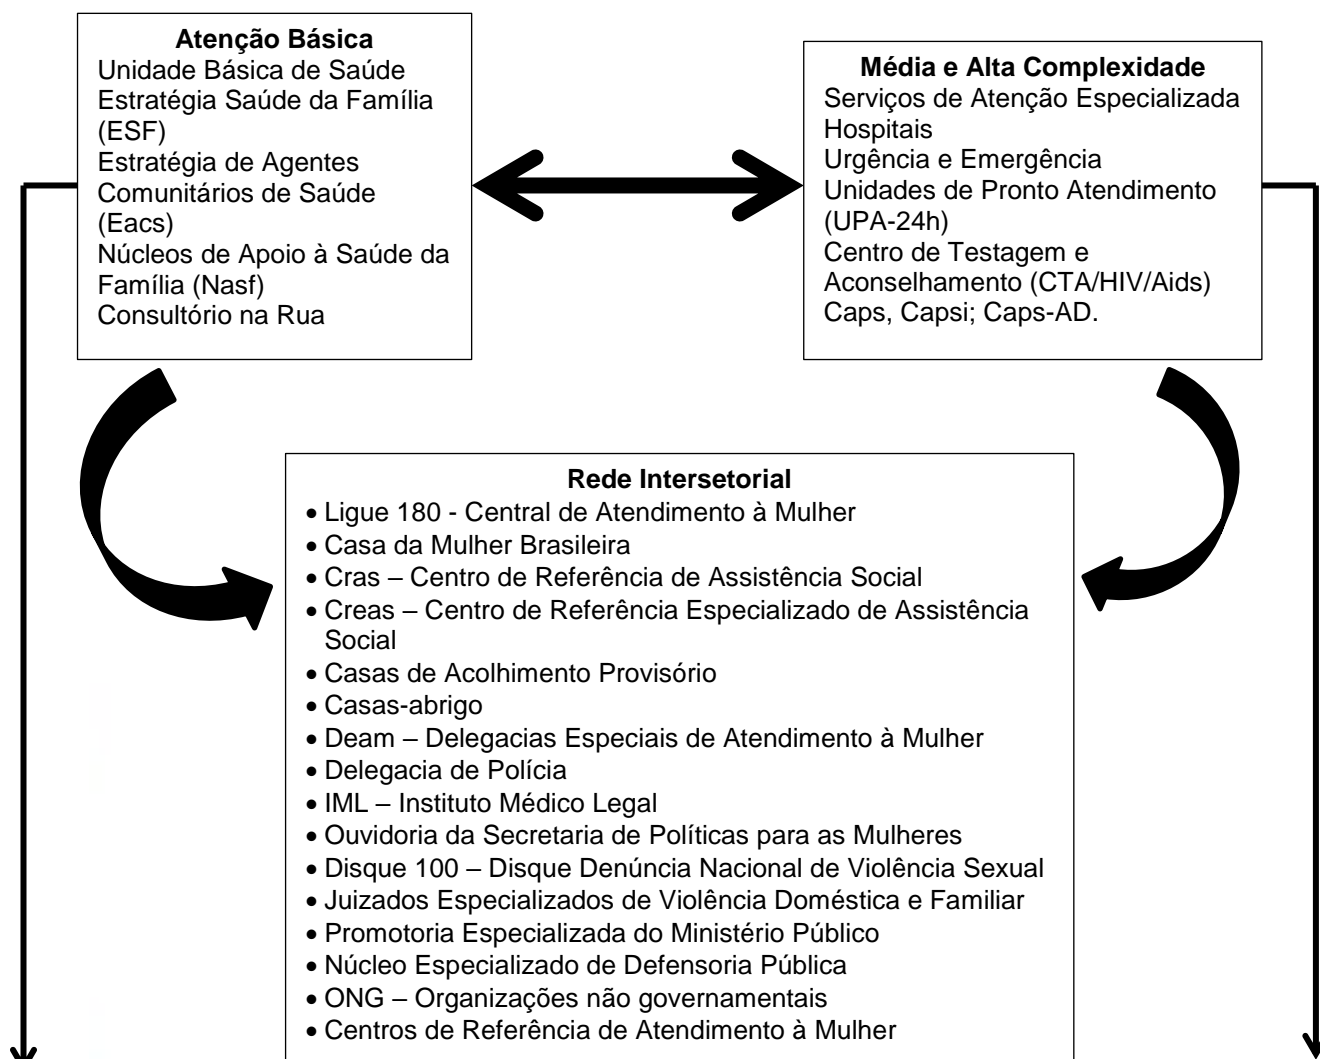 Atenção Básica
Unidade Básica de Saúde
Estratégia Saúde da Família
(ESF)
Estratégia de Agentes
Comunitários de Saúde
(Eacs)
Núcleos de Apoio à Saúde da
Família (Nasf)
Consultório na Rua
Média e Alta Complexidade
Serviços de Atenção Especializada
Hospitais
Urgência e Emergência
Unidades de Pronto Atendimento
(UPA-24h)
Centro de Testagem e
Aconselhamento (CTA/HIV/Aids)
Caps, Capsi; Caps-AD.
Rede Intersetorial
• Ligue 180 - Central de Atendimento à Mulher
• Casa da Mulher Brasileira
• Cras – Centro de Referência de Assistência Social
• Creas – Centro de Referência Especializado de Assistência
Social
• Casas de Acolhimento Provisório
• Casas-abrigo
• Deam – Delegacias Especiais de Atendimento à Mulher
• Delegacia de Polícia
• IML – Instituto Médico Legal
• Ouvidoria da Secretaria de Políticas para as Mulheres
• Disque 100 – Disque Denúncia Nacional de Violência Sexual
• Juizados Especializados de Violência Doméstica e Familiar
• Promotoria Especializada do Ministério Público
• Núcleo Especializado de Defensoria Pública
• ONG – Organizações não governamentais
• Centros de Referência de Atendimento à Mulher